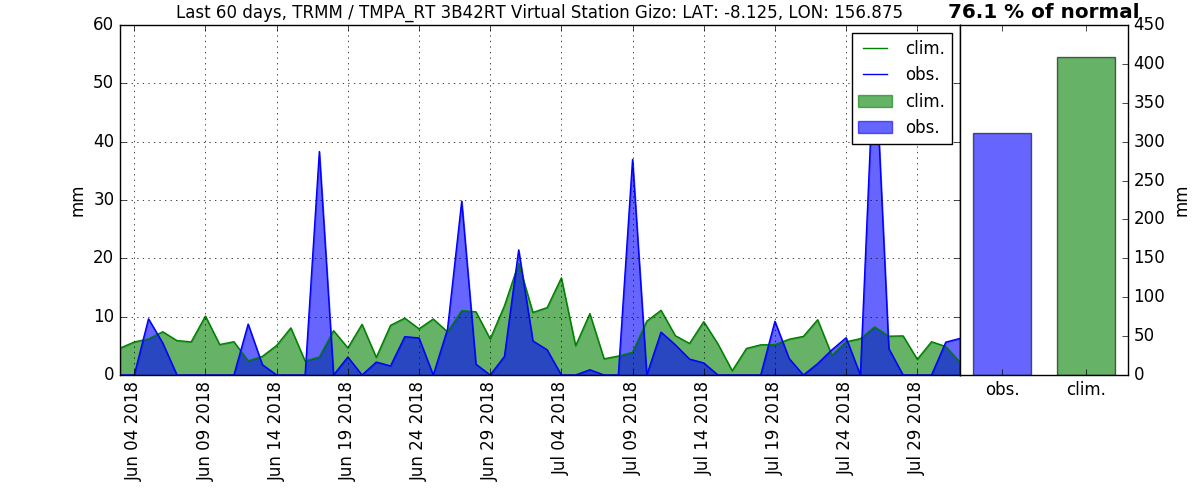 Last 60 days, TRMM / TMPA_RT 3B42RT Virtual Station Gizo: LAT: -8.125, LON: 156.875
76.1 % of normal
60
50
40
30
20
10
0
mm
clim.
obs.
clim.
obs.
450
400
350
300
250
200
150
100
50
0
mm
obs.
clim.
Jun 04 2018
Jun 09 2018
Jun 14 2018
Jun 19 2018
Jun 24 2018
Jun 29 2018
Jul 04 2018
Jul 09 2018
Jul 14 2018
Jul 19 2018
Jul 24 2018
Jul 29 2018